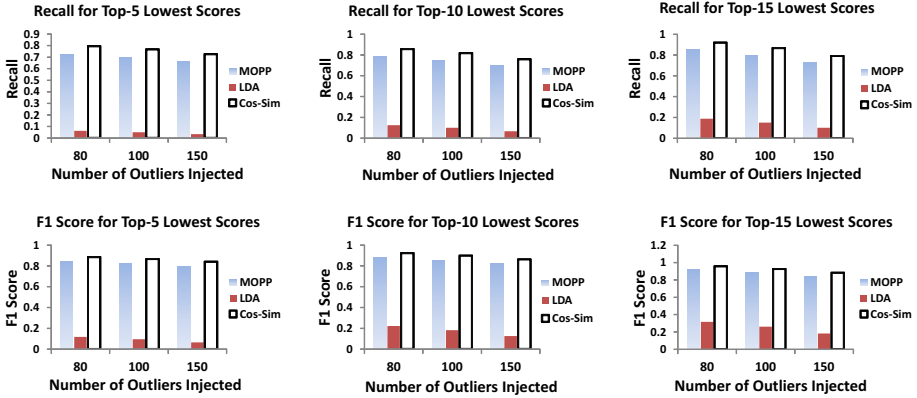 Recall for Top-5 Lowest Scores
Recall
0.9
0.8
0.7
0.6
0.5
0.4
0.3
0.2
0.1
0
80 100 150
Number of Outliers Injected
MOPP
LDA
Cos-Sim
Recall for Top-10 Lowest Scores
Recall
1
0.8
0.6
0.4
0.2
0
80 100 150
Number of Outliers Injected
MOPP
LDA
Cos-Sim
Recall for Top-15 Lowest Scores
Recall
1
0.8
0.6
0.4
0.2
0
80 100 150
Number of Outliers Injected
MOPP
LDA
Cos-Sim
F1 Score for Top-5 Lowest Scores
F1 Score
1
0.8
0.6
0.4
0.2
0
80 100 150
Number of Outliers Injected
MOPP
LDA
Cos-Sim
F1 Score for Top-10 Lowest Scores
F1 Score
1
0.8
0.6
0.4
0.2
0
80 100 150
Number of Outliers Injected
MOPP
LDA
Cos-Sim
F1 Score for Top-15 Lowest Scores
F1 Score
1.2
1
0.8
0.6
0.4
0.2
0
80 100 150
Number of Outliers Injected
MOPP
LDA
Cos-Sim